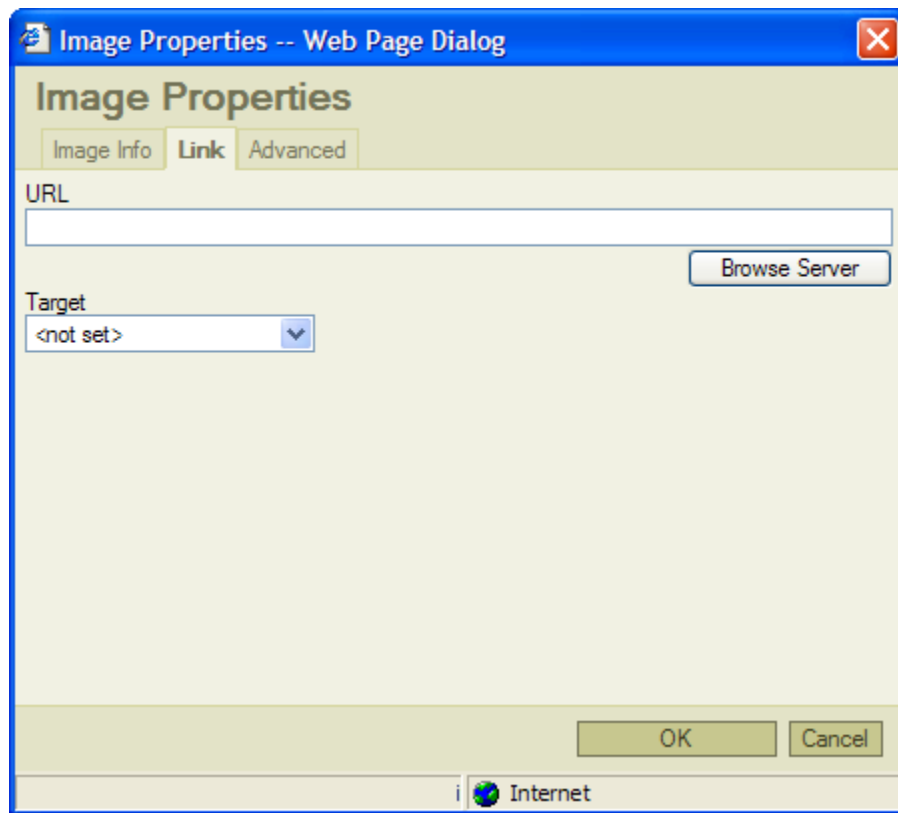 Image Properties -- Web Page Dialog
Image Properties
Image Info Link Advanced
URL
Browse Server
Target
<not set>
OK Cancel
i Internet